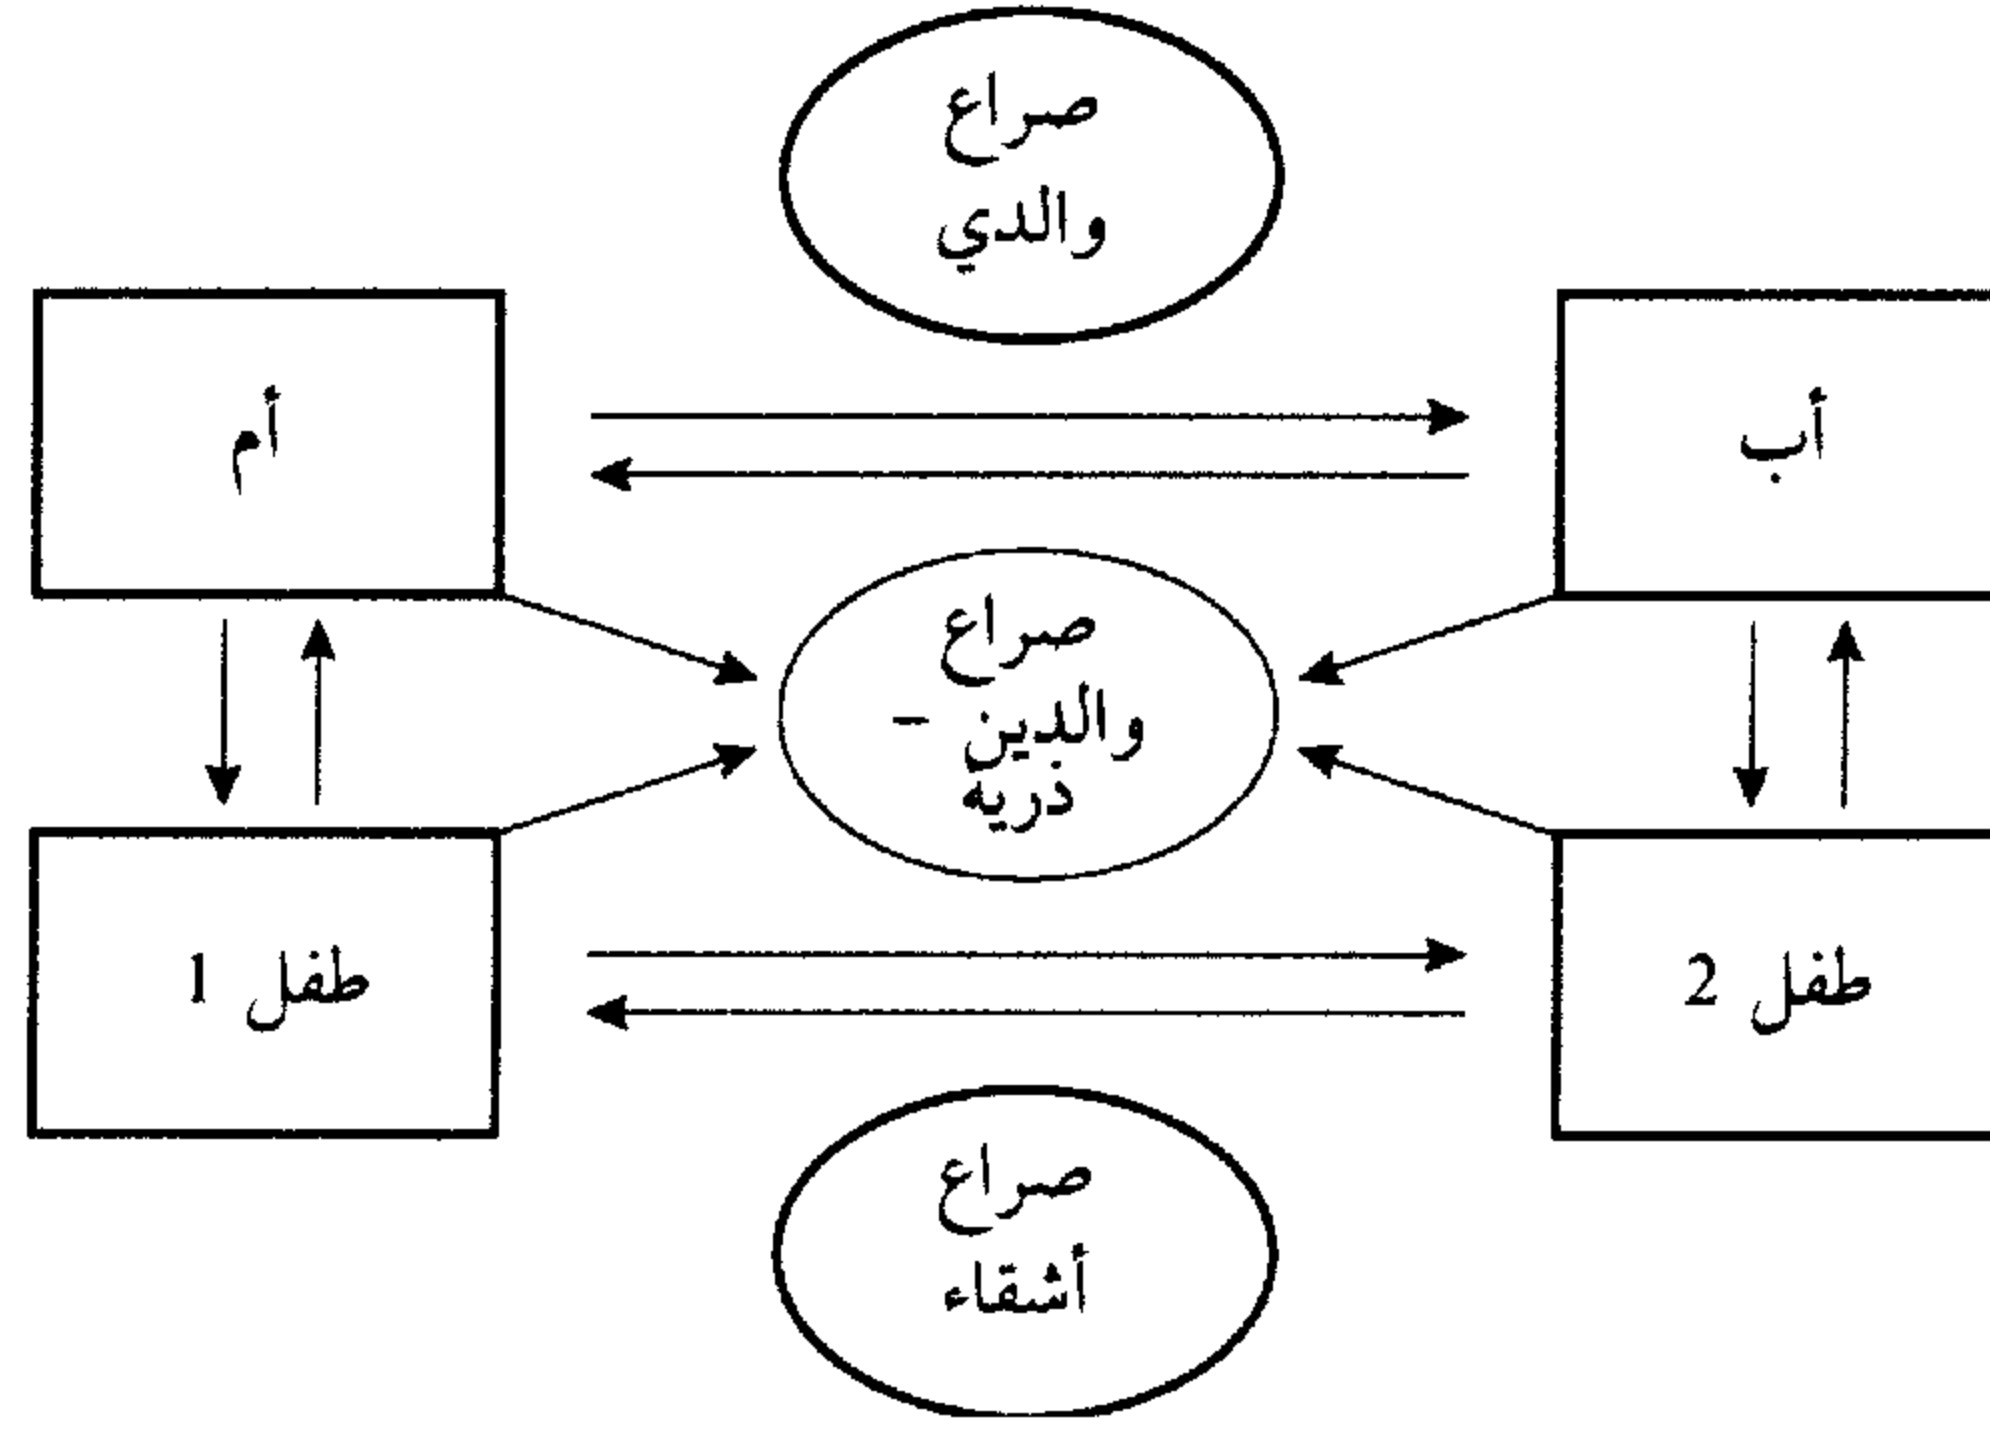 صراع
والدي
أب
أم
صراع
والدين -
ذريه
طفل 2
طفل 1
صراع
أشقاء